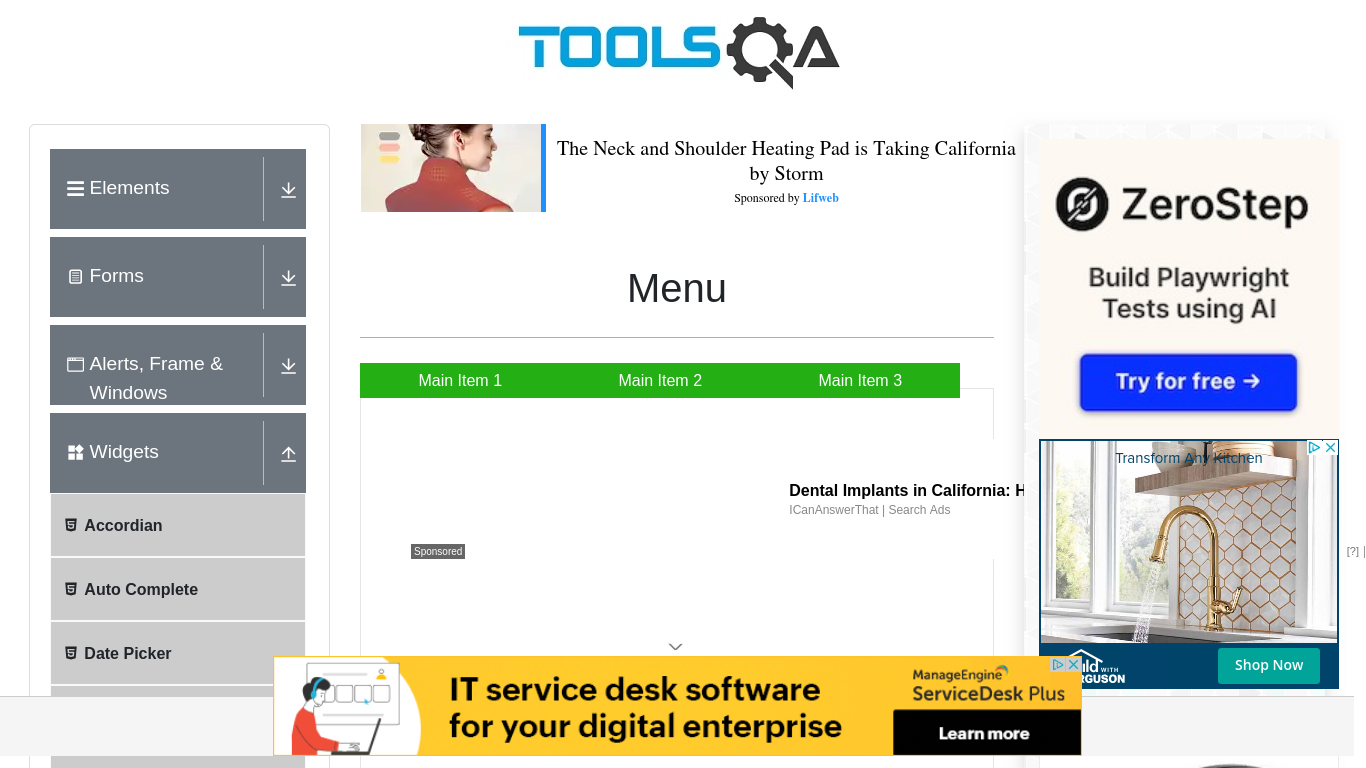 TOOLSQA
Elements
Forms
Alerts, Frame &
Windows
Widgets
Accordian
Auto Complete
Date Picker
The Neck and Shoulder Heating Pad is Taking California
by Storm
Sponsored by Lifweb
Menu
Main Item 1
Main Item 2
Main Item 3
Dental Implants in California: H
ICanAnswerThat | Search Ads
Sponsored
ZeroStep
Build Playwright
Tests using AI
Try for free →
Transform Any Kitchen
[?]
WITH
Shop Now
IT service desk software
for your digital enterprise
ManageEngine
ServiceDesk Plus
Learn more